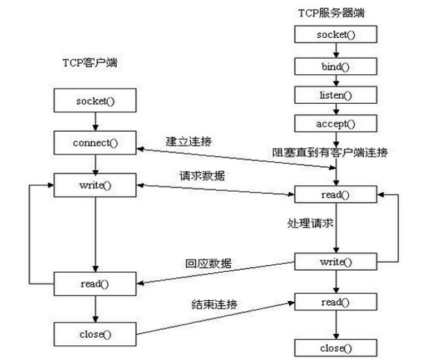 TCP服务器端
socket()
bind()
TCP客户端
listen()
socket()
accept()
connect()
建立连接
阻塞直到有客户端连接
write()
请求数据
read()
处理请求
回应数据
write()
read()
结束连接
read()
close()
close()